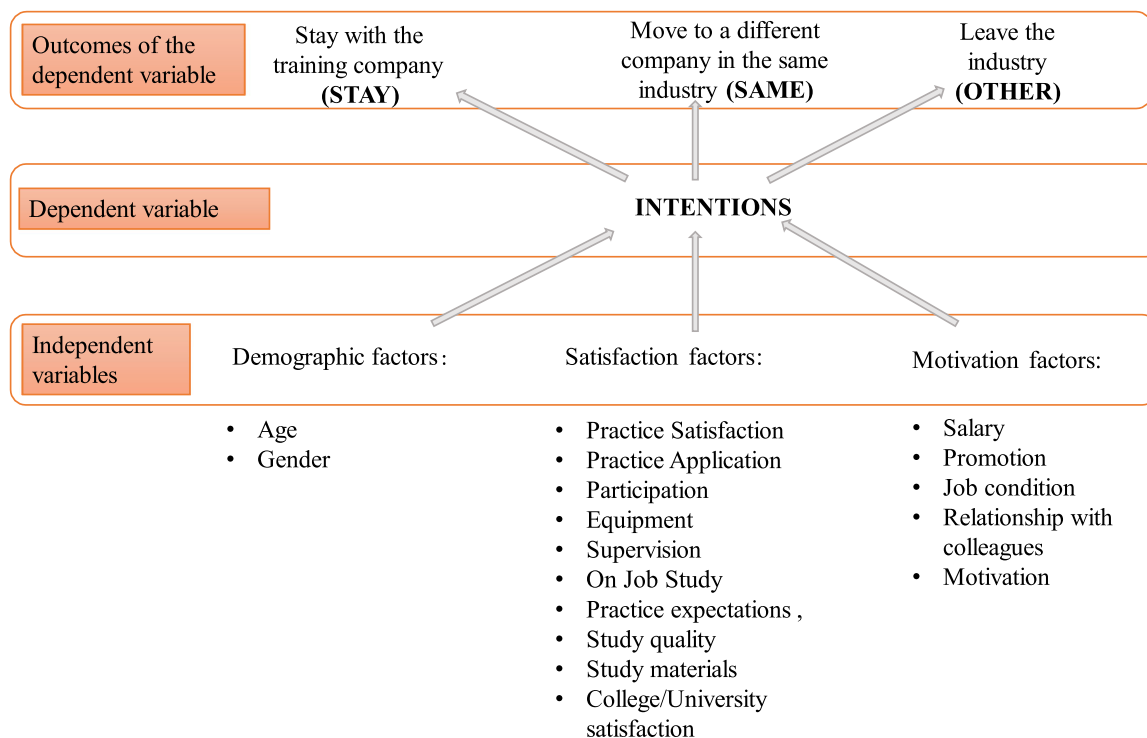 Outcomes of the
dependent variable
Stay with the
training company
(STAY)
Move to a different
company in the same
industry (SAME)
Leave the
industry
(OTHER)
Dependent variable
INTENTIONS
Independent
variables
Demographic factors:
Satisfaction factors:
Motivation factors:
• Age
• Gender
• Practice Satisfaction
• Practice Application
• Participation
• Equipment
• Supervision
• On Job Study
• Practice expectations ,
• Study quality
• Study materials
• College/University
satisfaction
• Salary
• Promotion
• Job condition
• Relationship with
colleagues
• Motivation